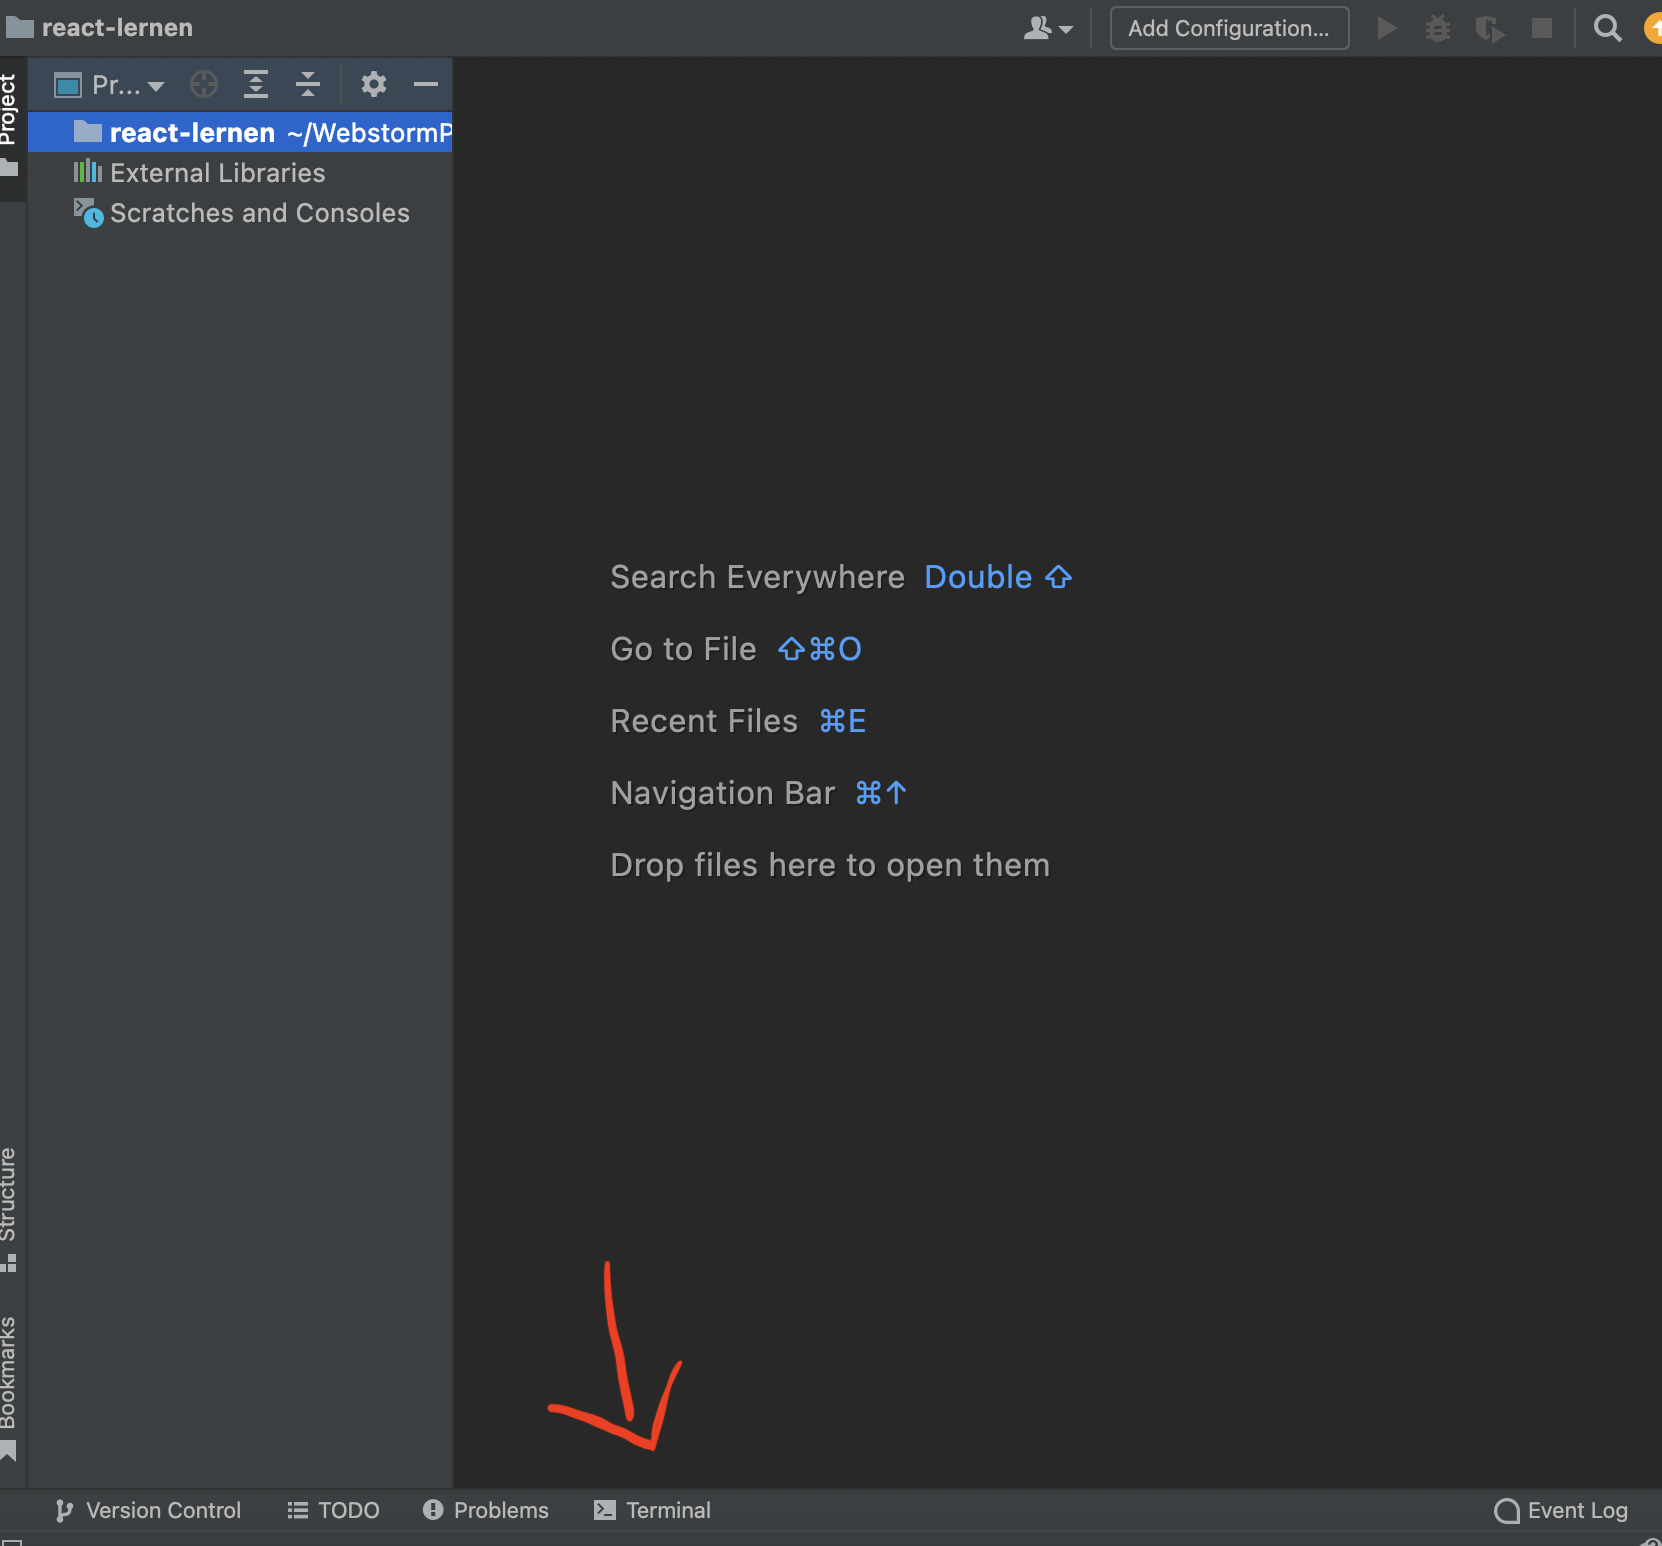 react-lernen
Add Configuration...
Project
Pr...
react-lernen ~/WebstormP
External Libraries
Scratches and Consoles
Search Everywhere Double ⇧
Go to File ⇧⌘O
Recent Files ⌘E
Navigation Bar ⌘↑
Drop files here to open them
Structure
Bookmarks
Version Control
TODO
Problems
Terminal
Event Log